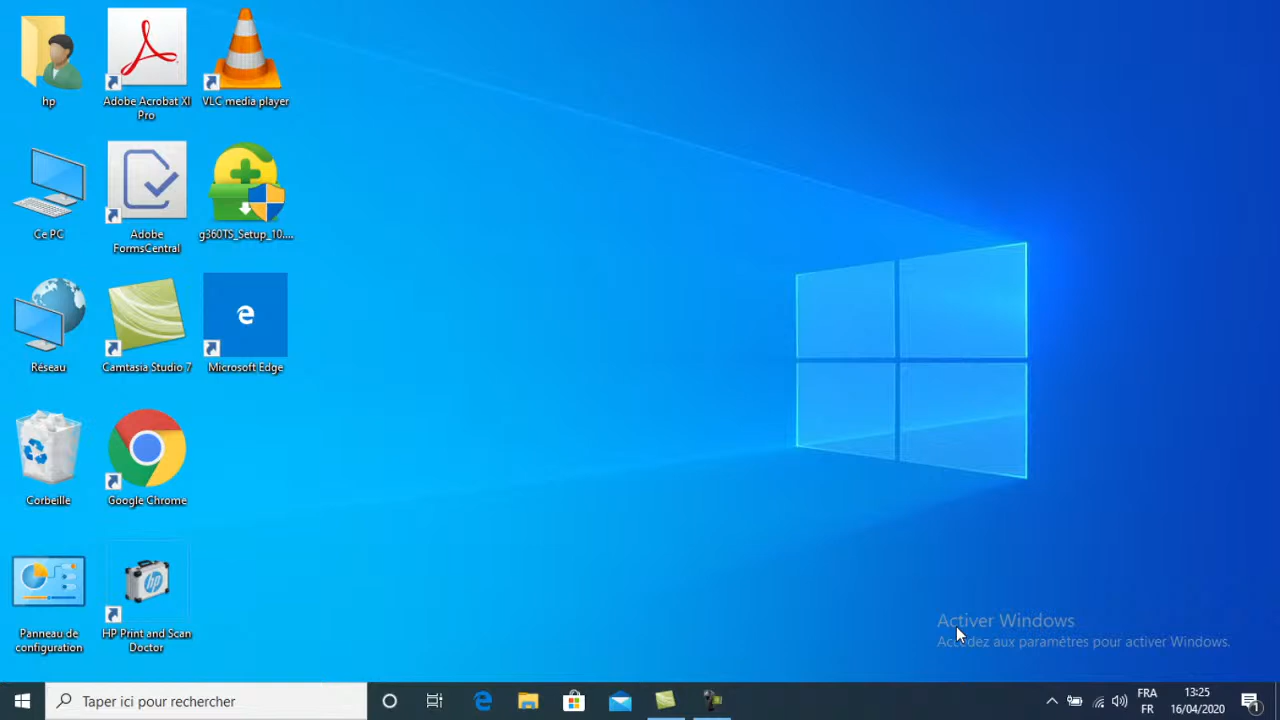 hp
Adobe Acrobat XI
Pro
VLC media player
Ce PC
Adobe
FormsCentral
g360TS_Setup_10....
Réseau
Camtasia Studio 7
e
Microsoft Edge
Corbeille
Google Chrome
hp
Panneau de
configuration
HP Print and Scan
Doctor
Activer Windows
Accédez aux paramètres pour activer Windows.
Taper ici pour rechercher
FRA
FR
13:25
16/04/2020
1